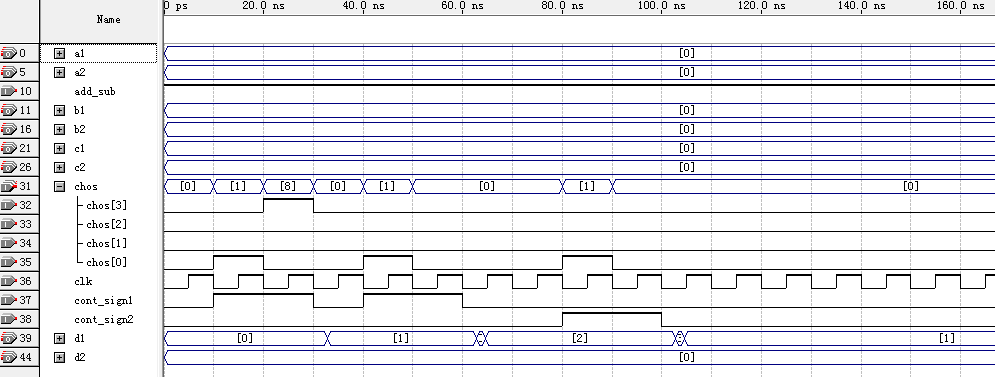 Name 0 ps 20.0 ns 40.0 ns 60.0 ns 80.0 ns 100.0 ns 120.0 ns 140.0 ns 160.0 ns
0 a1 [0]
5 a2 [0]
10 add_sub
11 b1 [0]
16 b2 [0]
21 c1 [0]
26 c2 [0]
31 chos [0] [1] [8] [0] [1] [0] [1] [0]
32 chos[3]
33 chos[2]
34 chos[1]
35 chos[0]
36 clk
37 cont_sign1
38 cont_sign2
39 d1 [0] [1] [2] [1]
44 d2 [0]